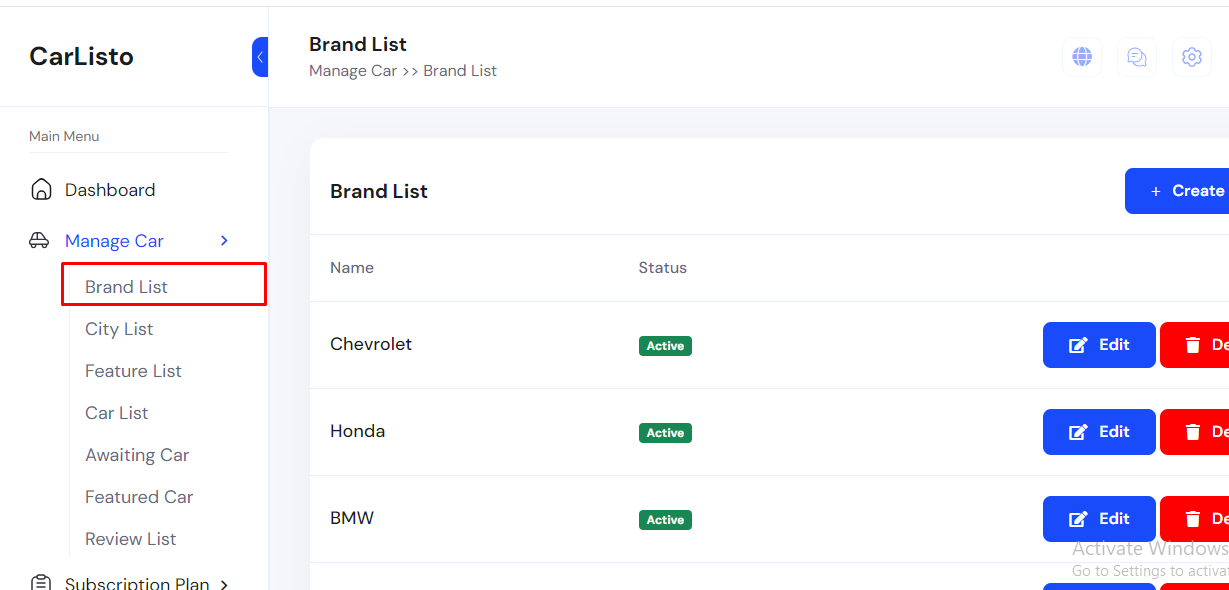 CarListo
Brand List
Manage Car >> Brand List
Main Menu
Dashboard
Manage Car
Brand List
City List
Feature List
Car List
Awaiting Car
Featured Car
Review List
Subscription Plan
Brand List
+ Create
Name
Status
Chevrolet
Active
Edit
De
Honda
Active
Edit
De
BMW
Active
Edit
De
Activate Windows
Go to Settings to activat